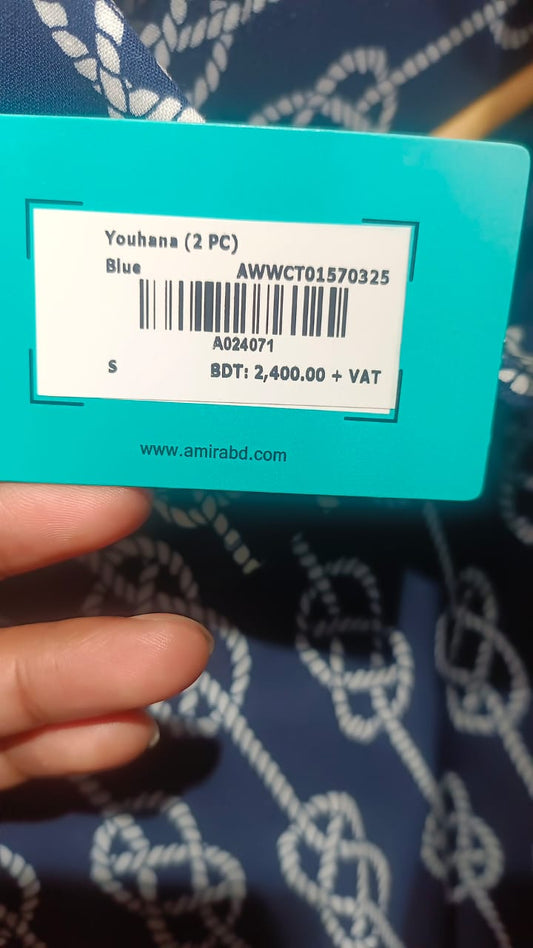 Youhana (2 PC)
Blue AWWCT01570325
A024071
S BDT: 2,400.00 + VAT
www.amirabd.com